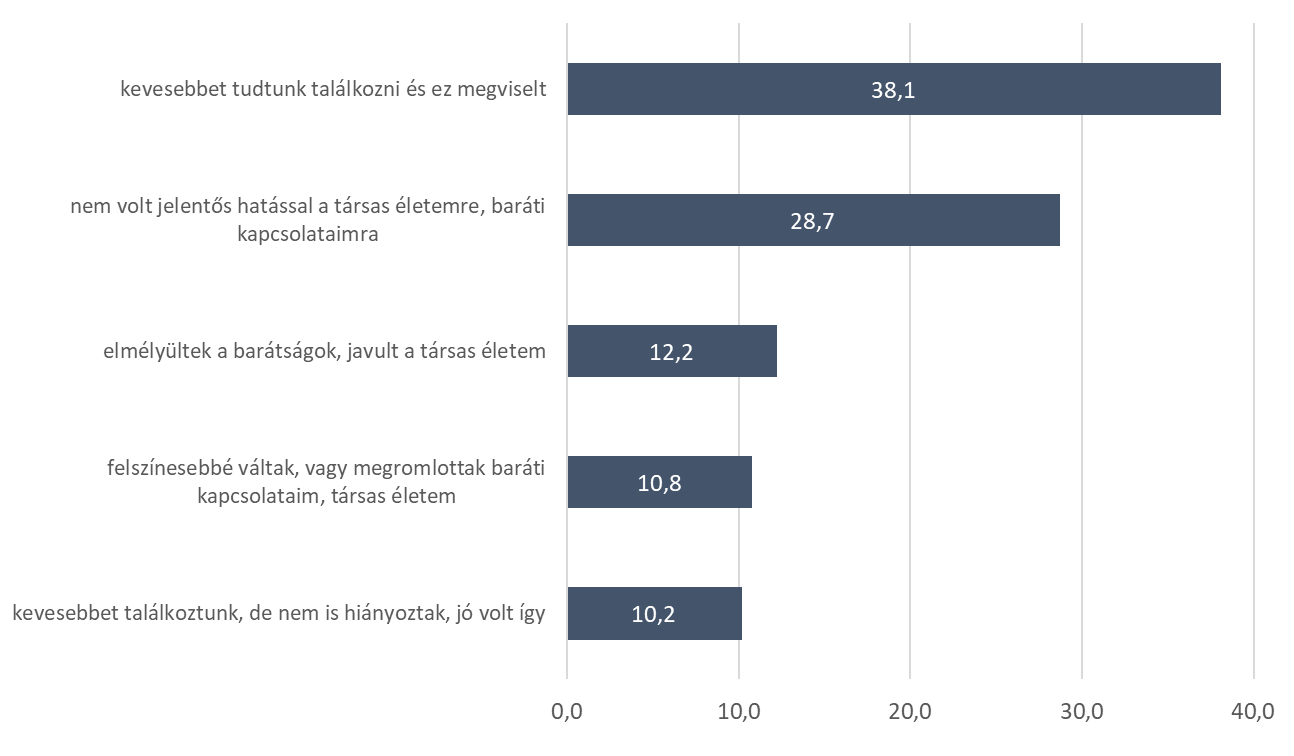 kevesebbet tudtunk találkozni és ez megviselt
38,1
nem volt jelentős hatással a társas életemre, baráti
kapcsolataimra
28,7
elmélyültek a barátságok, javult a társas életem
12,2
felszínesebbé váltak, vagy megromlottak baráti
kapcsolataim, társas életem
10,8
kevesebbet találkoztunk, de nem is hiányoztak, jó volt így
10,2
0,0 10,0 20,0 30,0 40,0